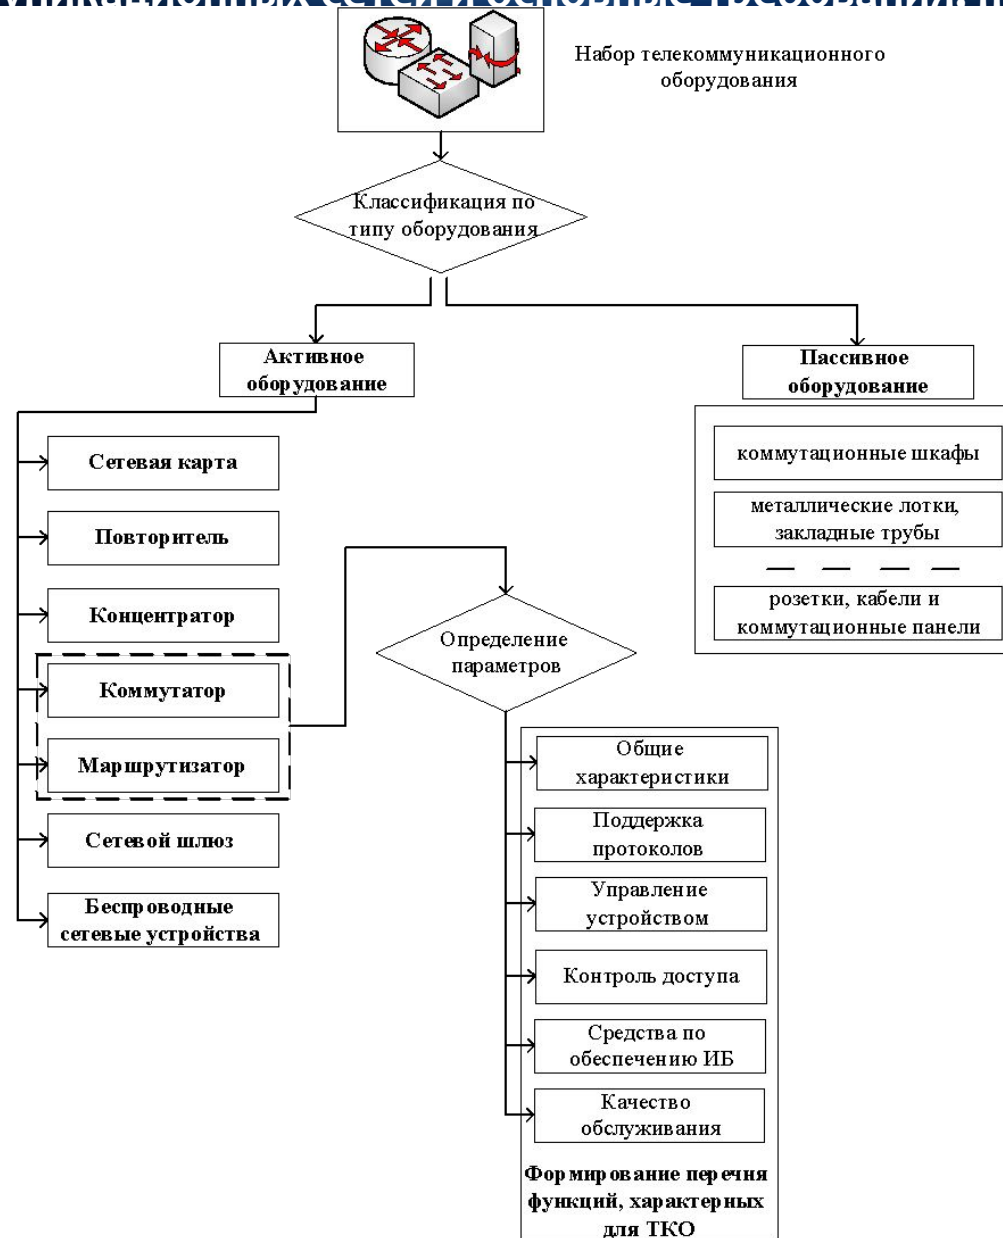 Набор телекоммуникационного
оборудования
Классификация по
типу оборудования
Активное
оборудование
Пассивное
оборудование
Сетевая карта
Повторитель
Концентратор
Коммутатор
Маршрутизатор
Сетевой шлюз
Беспроводные
сетевые устройства
коммутационные шкафы
металлические лотки,
закладные трубы
розетки, кабели и
коммутационные панели
Определение
параметров
Общие
характеристики
Поддержка
протоколов
Управление
устройством
Контроль доступа
Средства по
обеспечению ИБ
Качество
обслуживания
Формирование перечня
функций, характерных
для ТКО